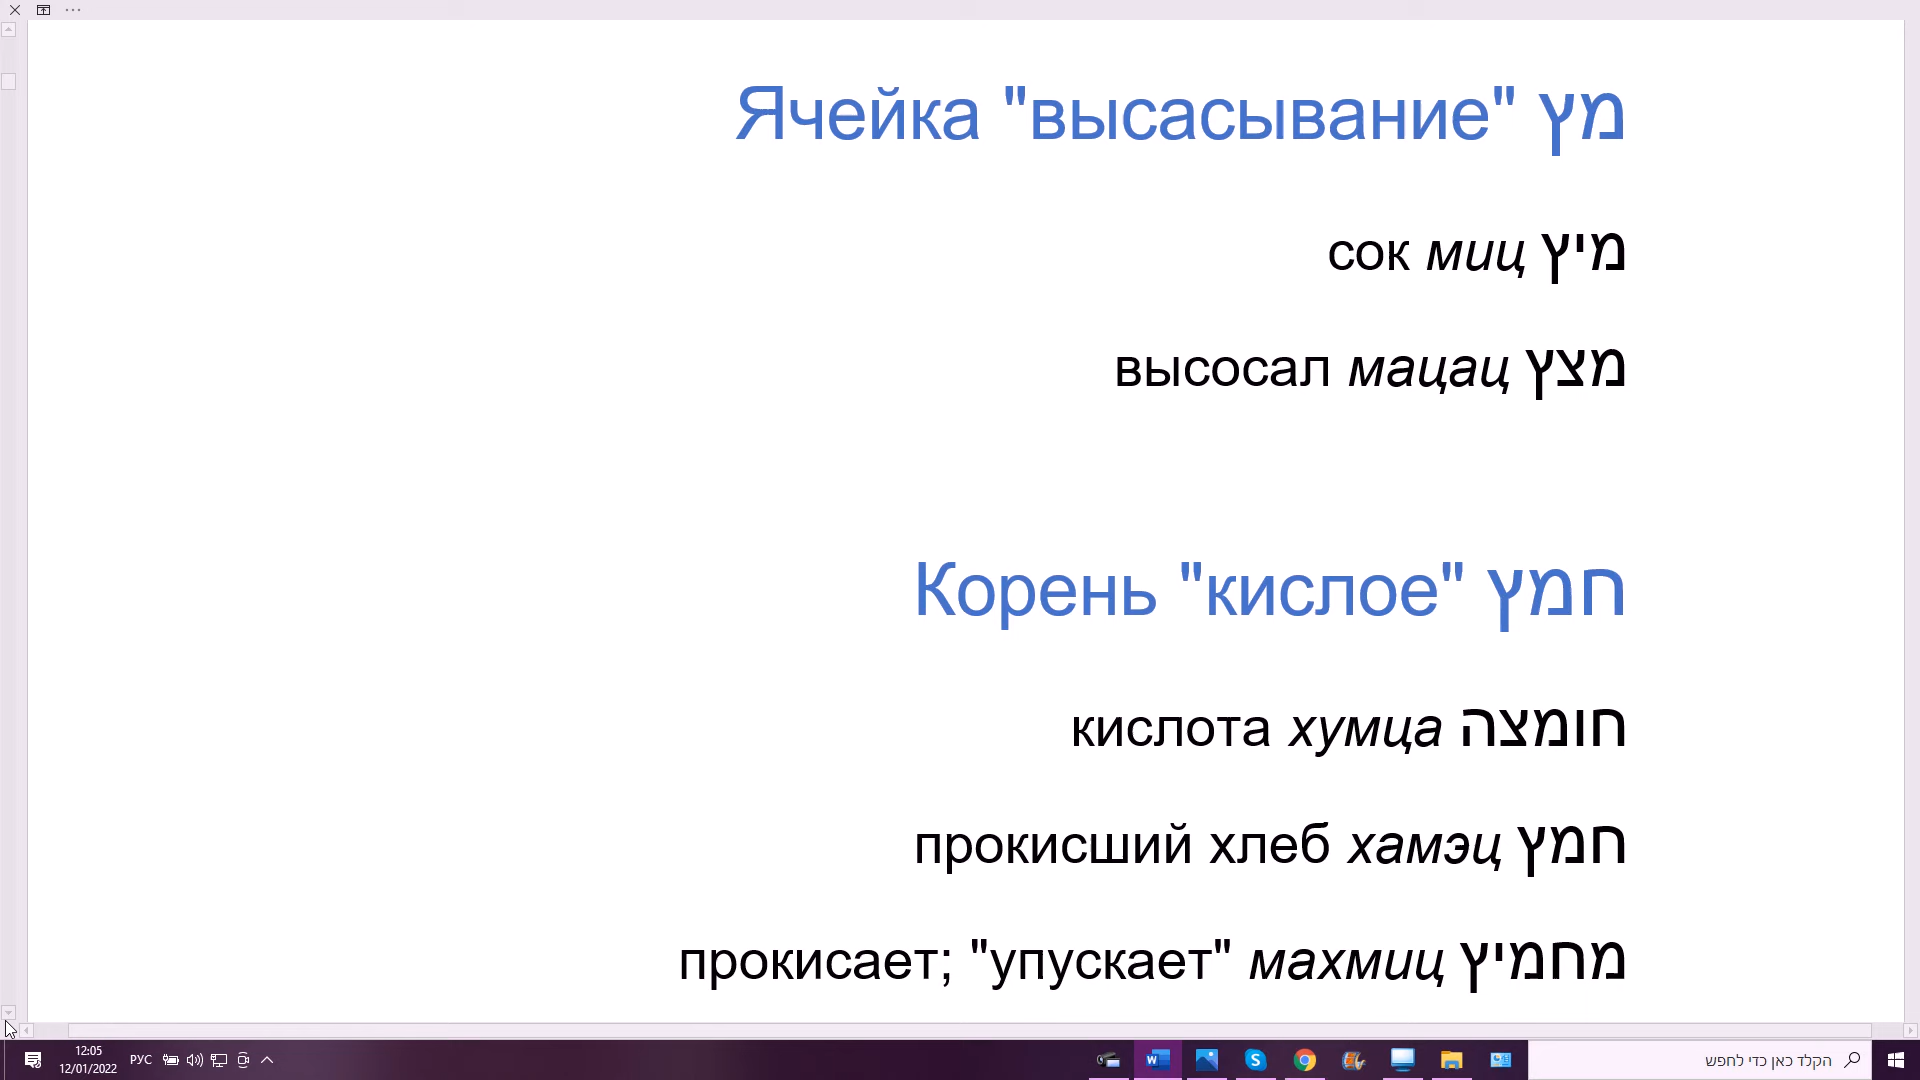 מץ Ячейка "высасывание"
מיץ миц сок
מצץ мацац высосал
חמץ Корень "кислое"
חומצה хумца кислота
חמץ хамэц прокисший хлеб
מחמיץ махмиц прокисает; "упускает"
12:05
12/01/2022
РУС
הקלד כאן כדי לחפש